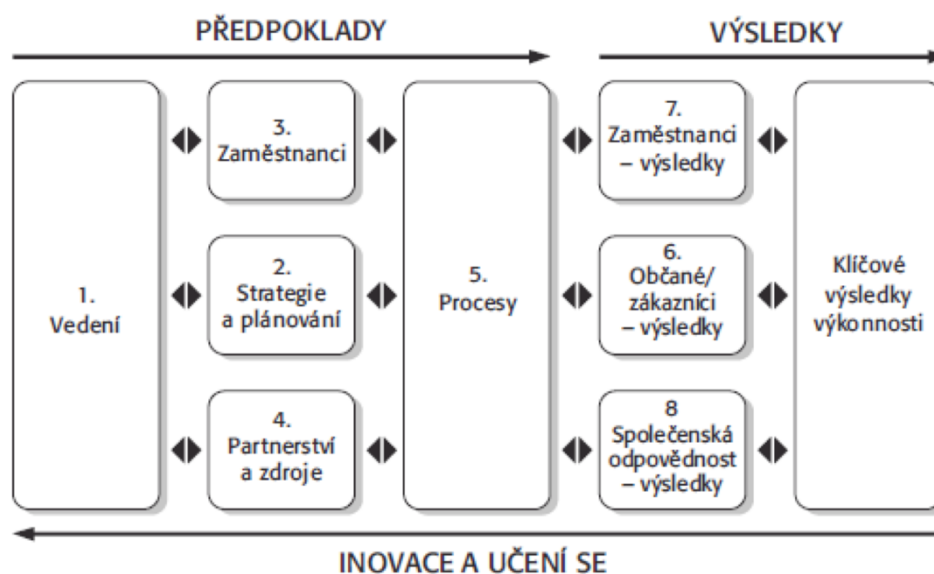 PŘEDPOKLADY
VÝSLEDKY
1.
Vedení
3.
Zaměstnanci
2.
Strategie
a plánování
4.
Partnerství
a zdroje
5.
Procesy
7.
Zaměstnanci
– výsledky
6.
Občané/
zákazníci
– výsledky
8
Společenská
odpovědnost
– výsledky
Klíčové
výsledky
výkonnosti
INOVACE A UČENÍ SE